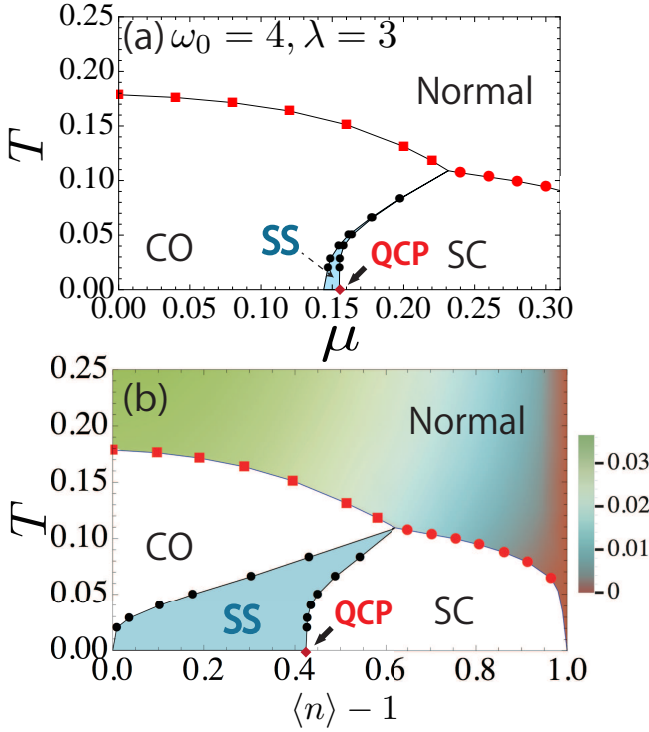 (a) ω₀ = 4, λ = 3
0.25
0.20
0.15
0.10
0.05
0.00
T
Normal
CO
SS
QCP
SC
0.00 0.05 0.10 0.15 0.20 0.25 0.30
μ
(b)
0.25
0.20
0.15
0.10
0.05
0.00
T
Normal
CO
SS
QCP
SC
0.03
0.02
0.01
0
0.0 0.2 0.4 0.6 0.8 1.0
⟨n⟩ − 1